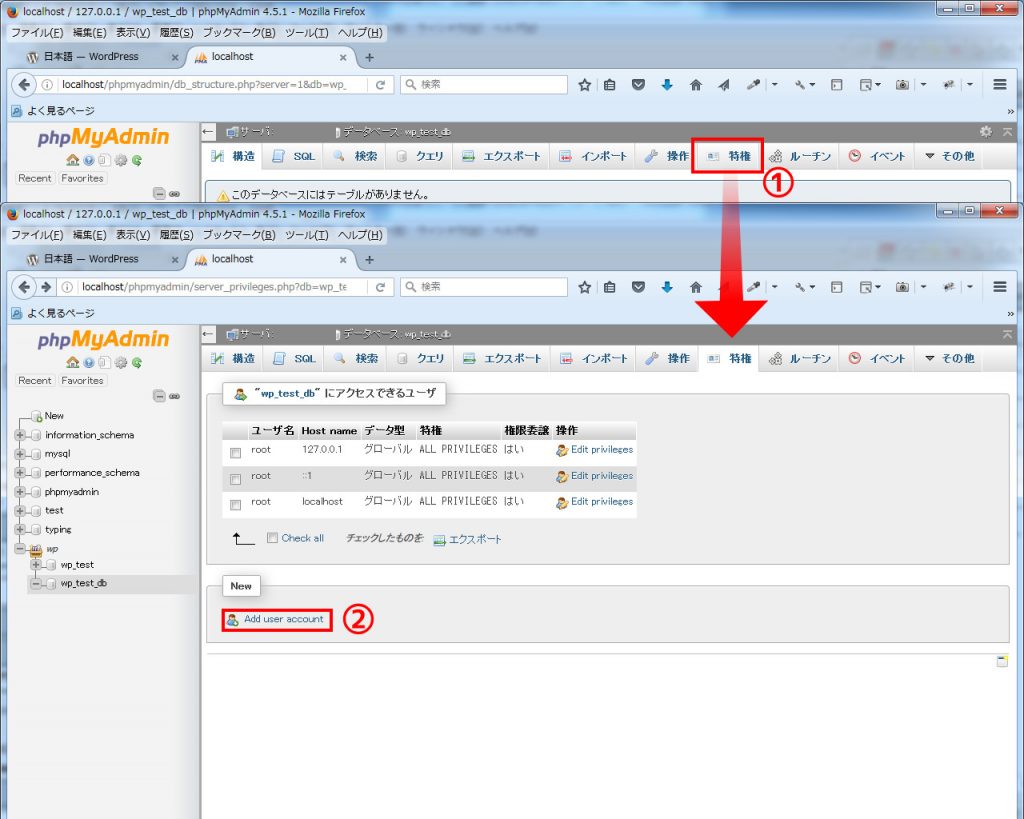 localhost / 127.0.0.1 / wp_test_db | phpMyAdmin 4.5.1 - Mozilla Firefox
ファイル(F) 編集(E) 表示(V) 履歴(S) ブックマーク(B) ツール(T) ヘルプ(H)
日本語 — WordPress × localhost × +
localhost/phpmyadmin/db_structure.php?server=1&db=wp_ 検索
よく見るページ »
phpMyAdmin
サーバ: データベース: wp_test_db
構造 SQL 検索 クエリ エクスポート インポート 操作 特権 ルーチン イベント その他
①
Recent Favorites
このデータベースにはテーブルがありません。
localhost / 127.0.0.1 / wp_test_db | phpMyAdmin 4.5.1 - Mozilla Firefox
ファイル(F) 編集(E) 表示(V) 履歴(S) ブックマーク(B) ツール(T) ヘルプ(H)
日本語 — WordPress × localhost × +
localhost/phpmyadmin/server_privileges.php?db=wp_te 検索
よく見るページ »
phpMyAdmin
サーバ: データベース: wp_test_db
構造 SQL 検索 クエリ エクスポート インポート 操作 特権 ルーチン イベント その他
Recent Favorites
New
information_schema
mysql
performance_schema
phpmyadmin
test
typing
wp
wp_test
wp_test_db
"wp_test_db" にアクセスできるユーザ
ユーザ名 Host name データ型 特権 権限委譲 操作
root 127.0.0.1 グローバル ALL PRIVILEGES はい Edit privileges
root ::1 グローバル ALL PRIVILEGES はい Edit privileges
root localhost グローバル ALL PRIVILEGES はい Edit privileges
Check all チェックしたものを: エクスポート
New
Add user account ②